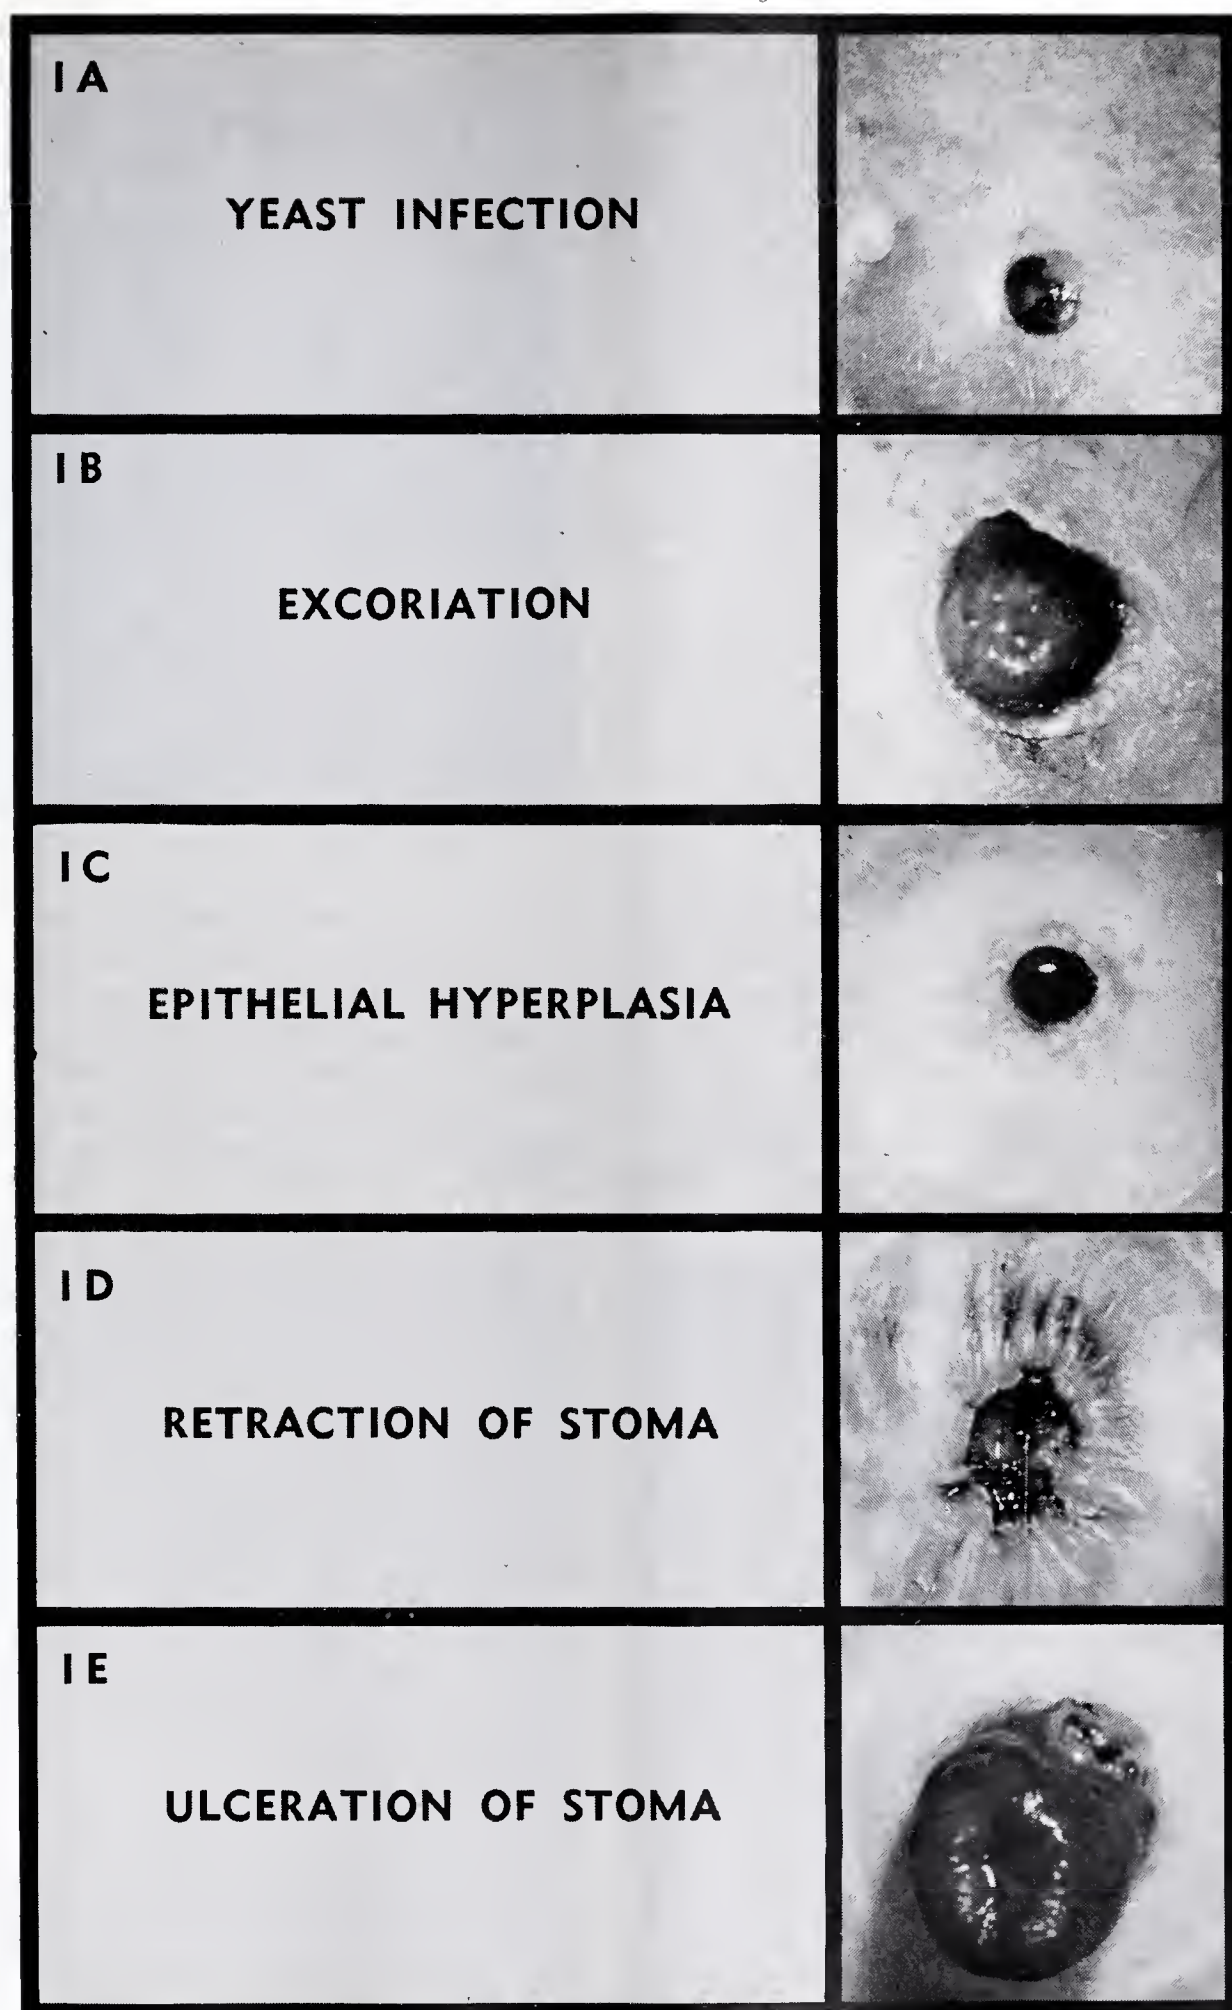 1A
YEAST INFECTION
1B
EXCORIATION
1C
EPITHELIAL HYPERPLASIA
1D
RETRACTION OF STOMA
1E
ULCERATION OF STOMA